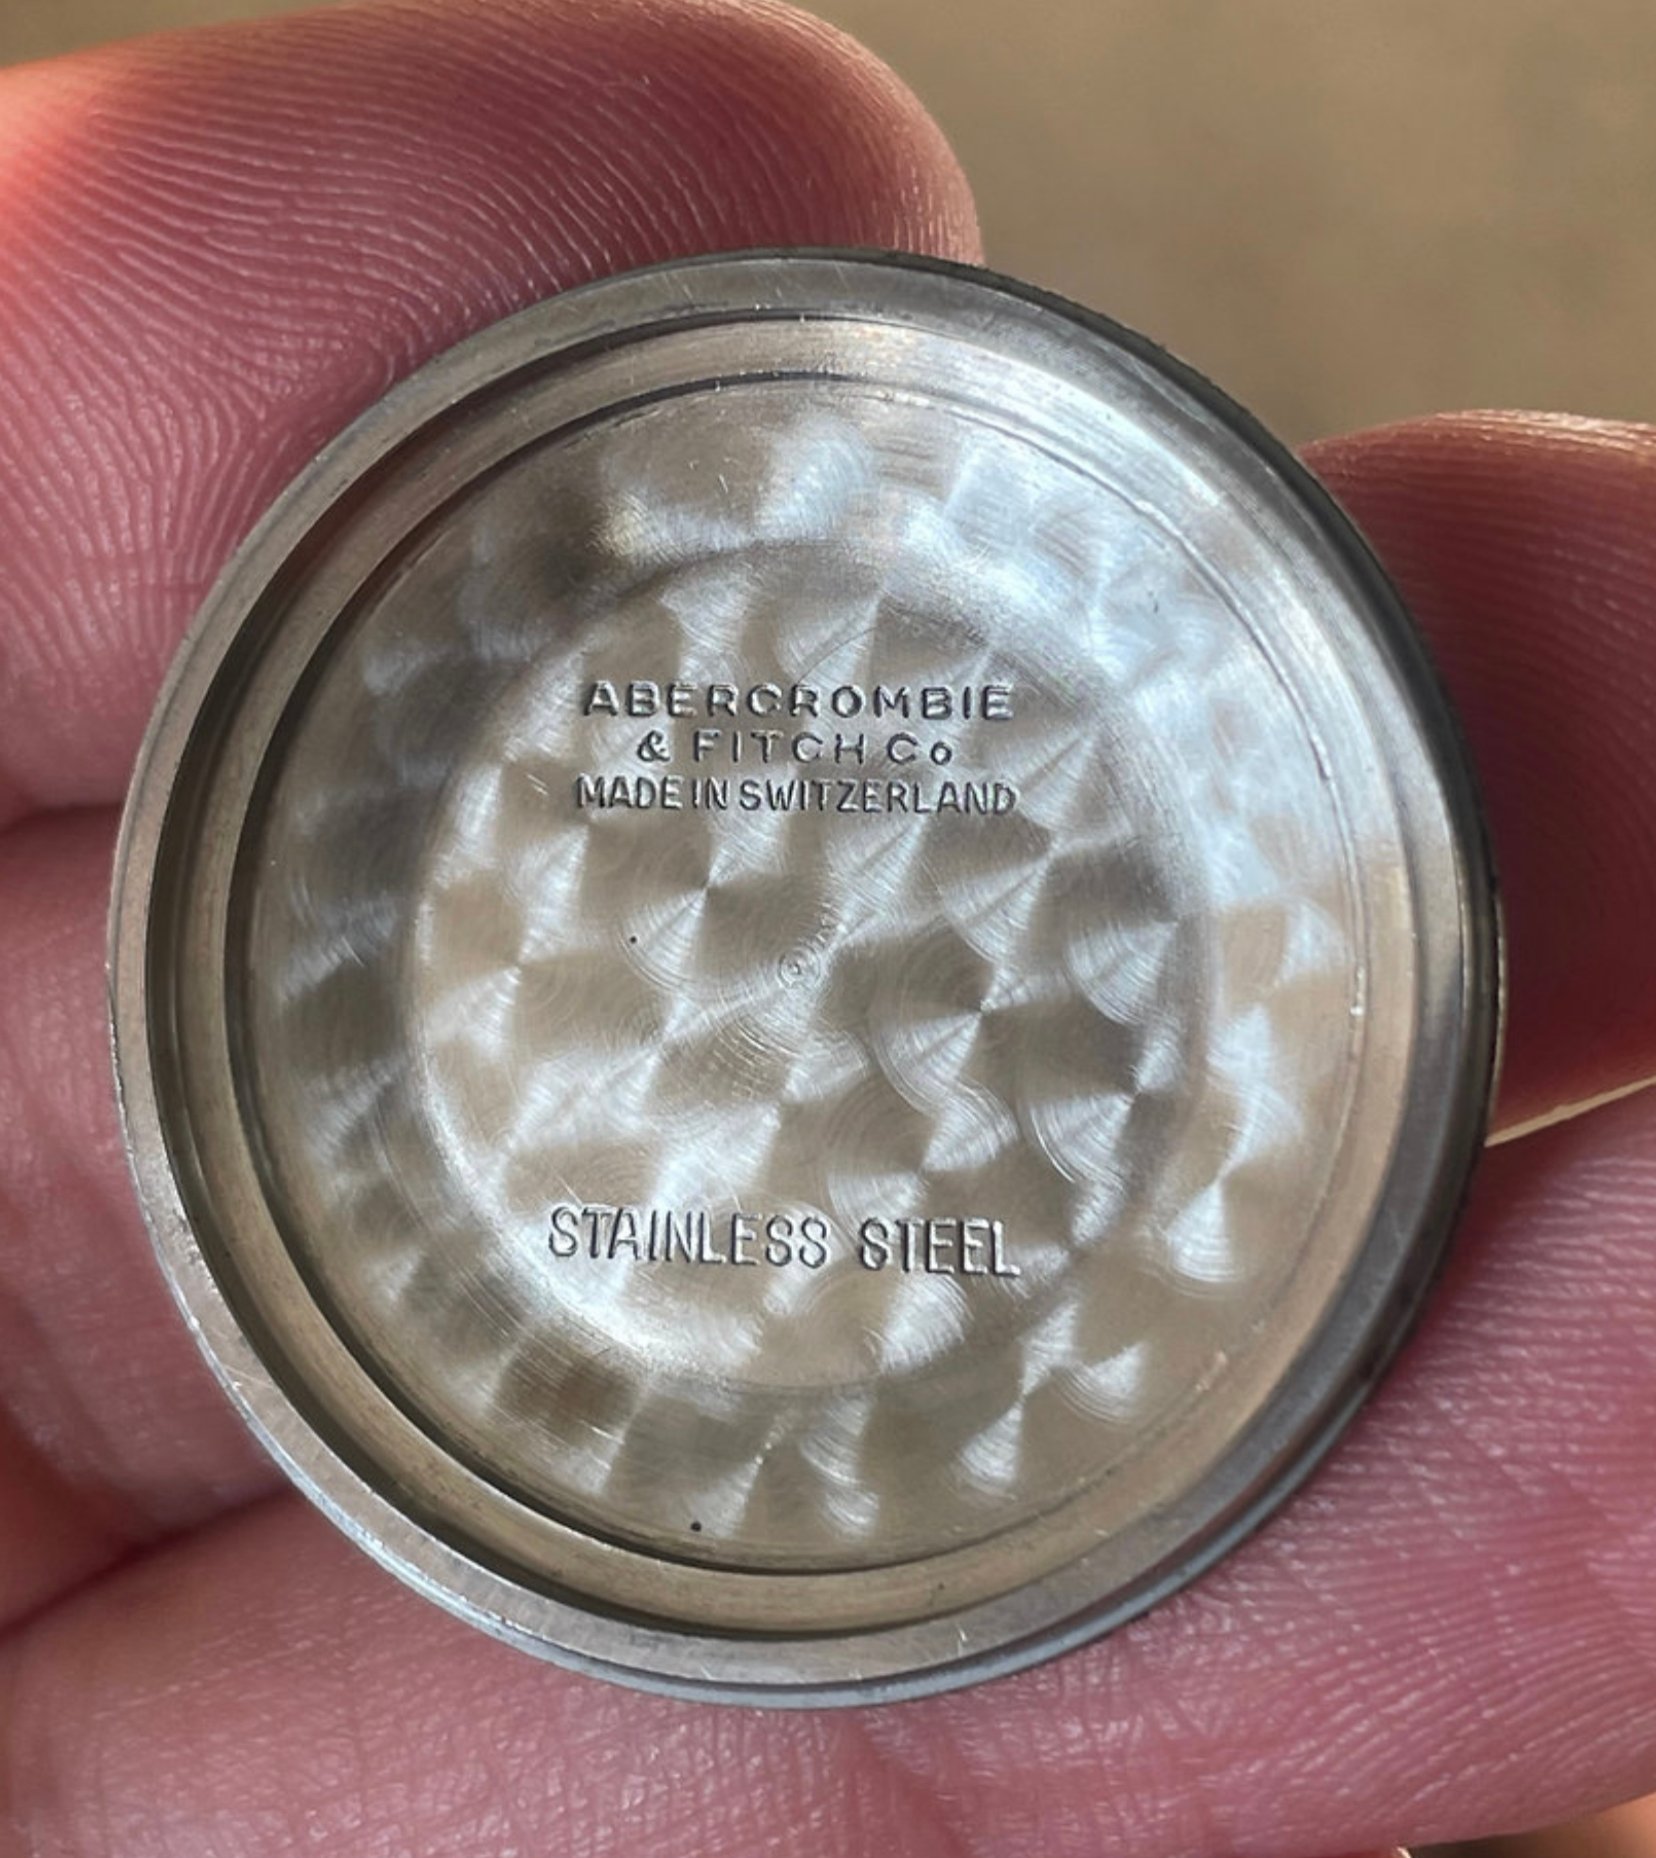 ABERCROMBIE
& FITCH Co
MADE IN SWITZERLAND
STAINLESS STEEL